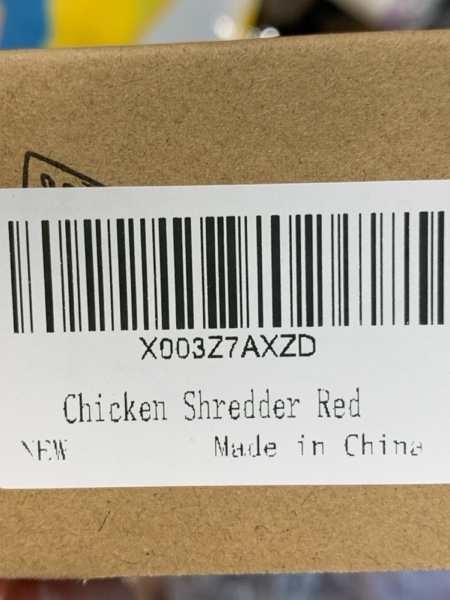 X003Z7AXZD
Chicken Shredder Red
NEW
Made in China